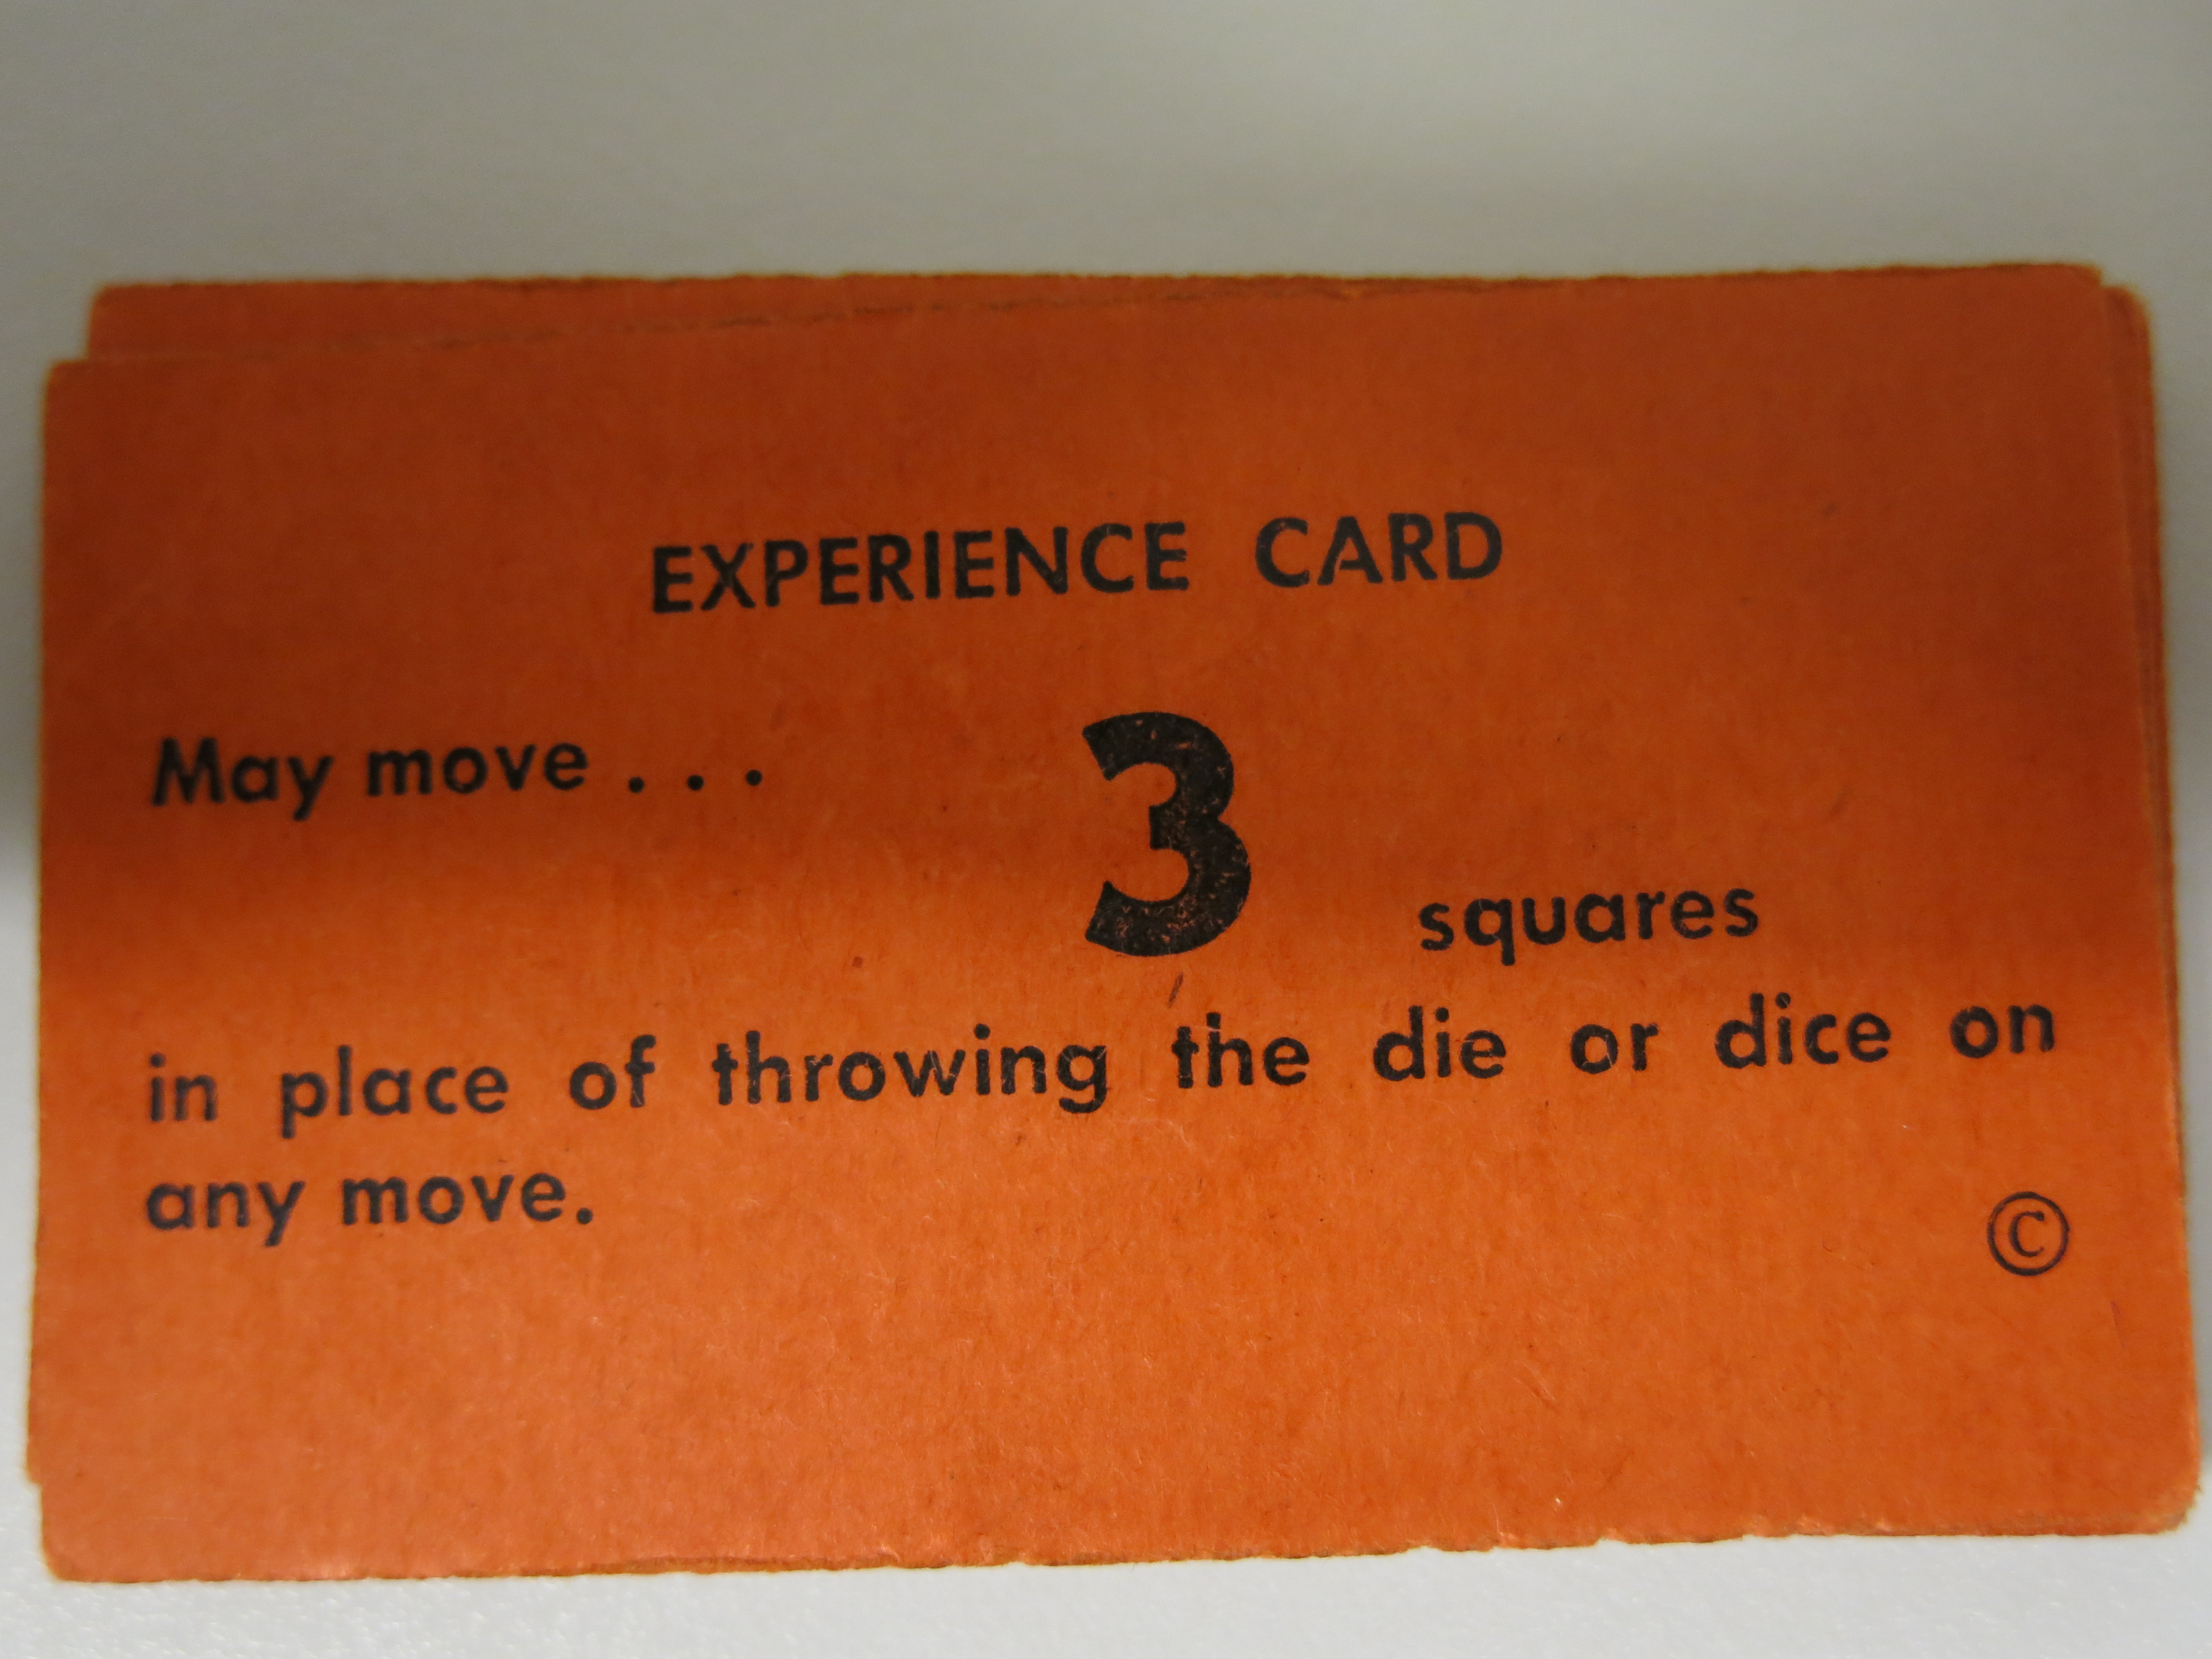 EXPERIENCE CARD
May move . . . 3 squares
in place of throwing the die or dice on
any move.
©